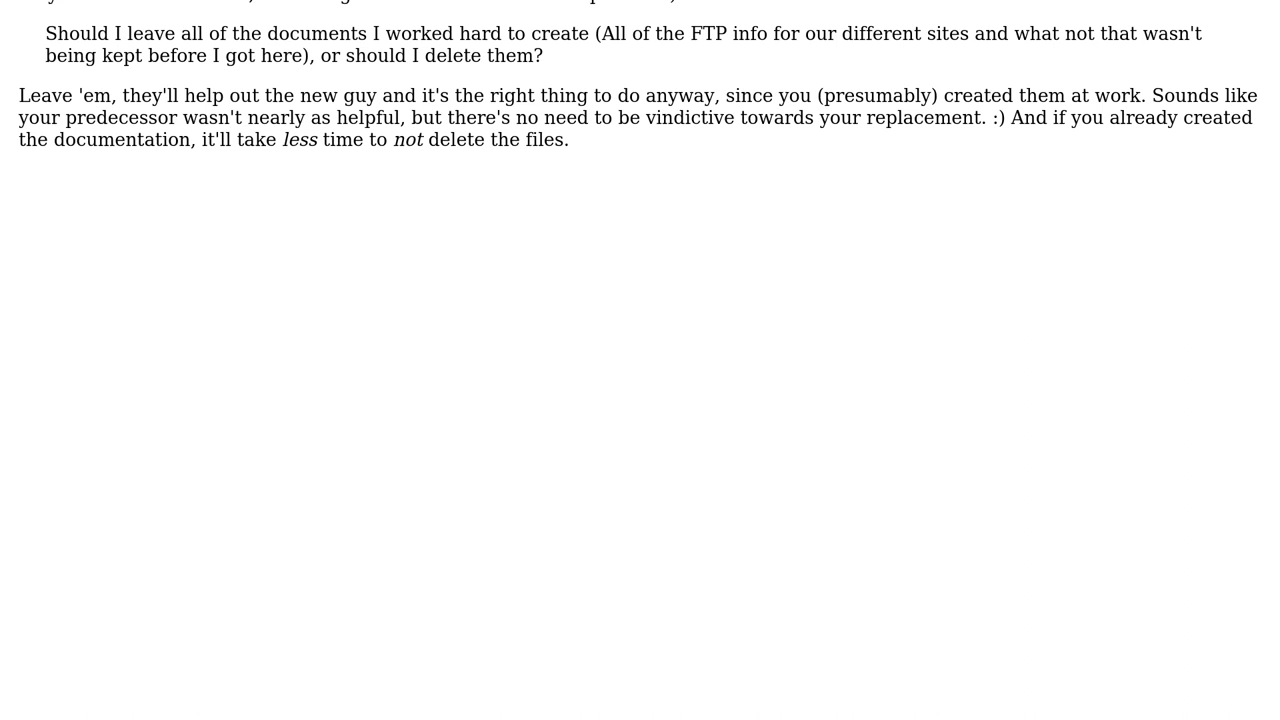 Should I leave all of the documents I worked hard to create (All of the FTP info for our different sites and what not that wasn't
being kept before I got here), or should I delete them?
Leave 'em, they'll help out the new guy and it's the right thing to do anyway, since you (presumably) created them at work. Sounds like
your predecessor wasn't nearly as helpful, but there's no need to be vindictive towards your replacement. :) And if you already created
the documentation, it'll take less time to not delete the files.